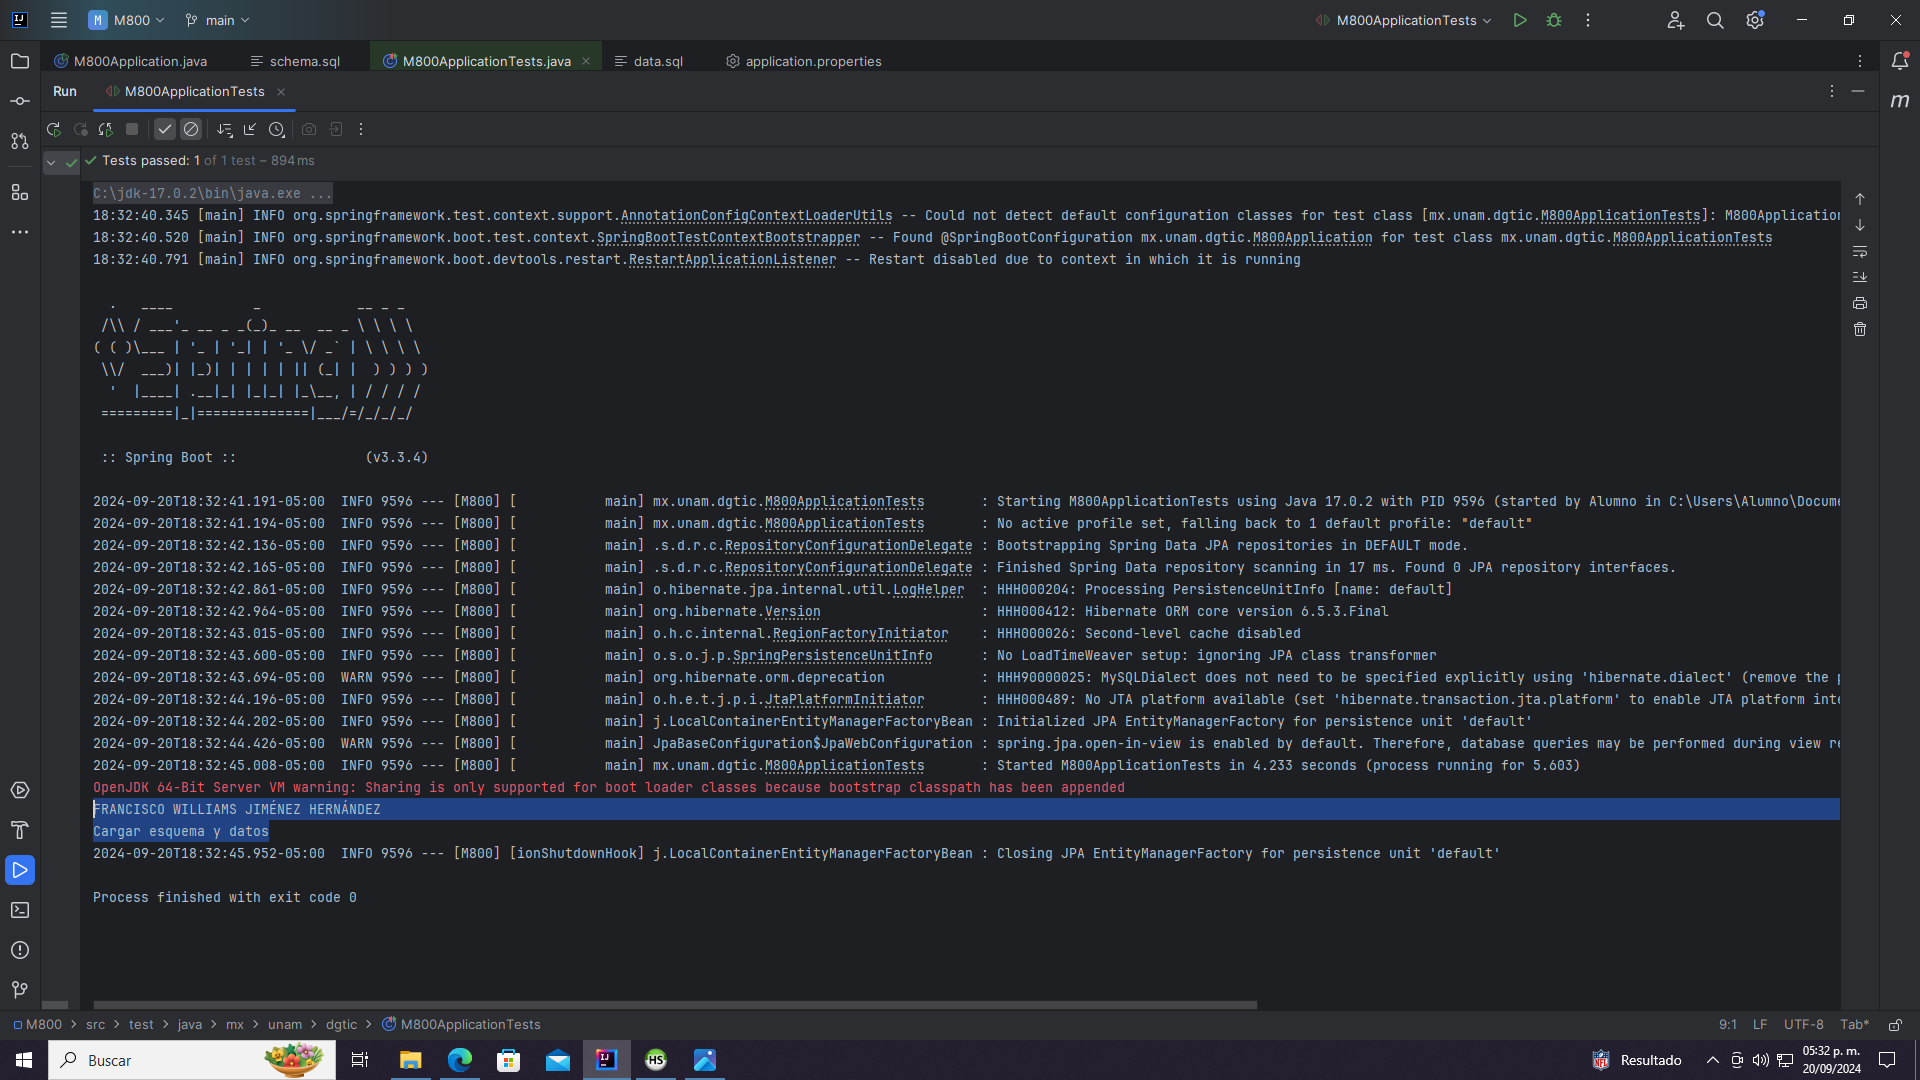 M M800 main M800ApplicationTests
M800Application.java schema.sql M800ApplicationTests.java data.sql application.properties
Run M800ApplicationTests
Tests passed: 1 of 1 test – 894 ms
C:\jdk-17.0.2\bin\java.exe ...
18:32:40.345 [main] INFO org.springframework.test.context.support.AnnotationConfigContextLoaderUtils -- Could not detect default configuration classes for test class [mx.unam.dgtic.M800ApplicationTests]: M800Application
18:32:40.520 [main] INFO org.springframework.boot.test.context.SpringBootTestContextBootstrapper -- Found @SpringBootConfiguration mx.unam.dgtic.M800Application for test class mx.unam.dgtic.M800ApplicationTests
18:32:40.791 [main] INFO org.springframework.boot.devtools.restart.RestartApplicationListener -- Restart disabled due to context in which it is running
  .   ____          _            __ _ _
 /\\ / ___'_ __ _ _(_)_ __  __ _ \ \ \ \
( ( )\___ | '_ | '_| | '_ \/ _` | \ \ \ \
 \\/  ___)| |_)| | | | | || (_| |  ) ) ) )
  '  |____| .__|_| |_|_| |_\__, | / / / /
 =========|_|==============|___/=/_/_/_/
:: Spring Boot :: (v3.3.4)
2024-09-20T18:32:41.191-05:00  INFO 9596 --- [M800] [           main] mx.unam.dgtic.M800ApplicationTests       : Starting M800ApplicationTests using Java 17.0.2 with PID 9596 (started by Alumno in C:\Users\Alumno\Docume
2024-09-20T18:32:41.194-05:00  INFO 9596 --- [M800] [           main] mx.unam.dgtic.M800ApplicationTests       : No active profile set, falling back to 1 default profile: "default"
2024-09-20T18:32:42.136-05:00  INFO 9596 --- [M800] [           main] .s.d.r.c.RepositoryConfigurationDelegate : Bootstrapping Spring Data JPA repositories in DEFAULT mode.
2024-09-20T18:32:42.165-05:00  INFO 9596 --- [M800] [           main] .s.d.r.c.RepositoryConfigurationDelegate : Finished Spring Data repository scanning in 17 ms. Found 0 JPA repository interfaces.
2024-09-20T18:32:42.861-05:00  INFO 9596 --- [M800] [           main] o.hibernate.jpa.internal.util.LogHelper  : HHH000204: Processing PersistenceUnitInfo [name: default]
2024-09-20T18:32:42.964-05:00  INFO 9596 --- [M800] [           main] org.hibernate.Version                    : HHH000412: Hibernate ORM core version 6.5.3.Final
2024-09-20T18:32:43.015-05:00  INFO 9596 --- [M800] [           main] o.h.c.internal.RegionFactoryInitiator    : HHH000026: Second-level cache disabled
2024-09-20T18:32:43.600-05:00  INFO 9596 --- [M800] [           main] o.s.o.j.p.SpringPersistenceUnitInfo      : No LoadTimeWeaver setup: ignoring JPA class transformer
2024-09-20T18:32:43.694-05:00  WARN 9596 --- [M800] [           main] org.hibernate.orm.deprecation            : HHH90000025: MySQLDialect does not need to be specified explicitly using 'hibernate.dialect' (remove the p
2024-09-20T18:32:44.196-05:00  INFO 9596 --- [M800] [           main] o.h.e.t.j.p.i.JtaPlatformInitiator       : HHH000489: No JTA platform available (set 'hibernate.transaction.jta.platform' to enable JTA platform inte
2024-09-20T18:32:44.202-05:00  INFO 9596 --- [M800] [           main] j.LocalContainerEntityManagerFactoryBean : Initialized JPA EntityManagerFactory for persistence unit 'default'
2024-09-20T18:32:44.426-05:00  WARN 9596 --- [M800] [           main] JpaBaseConfiguration$JpaWebConfiguration : spring.jpa.open-in-view is enabled by default. Therefore, database queries may be performed during view re
2024-09-20T18:32:45.008-05:00  INFO 9596 --- [M800] [           main] mx.unam.dgtic.M800ApplicationTests       : Started M800ApplicationTests in 4.233 seconds (process running for 5.603)
OpenJDK 64-Bit Server VM warning: Sharing is only supported for boot loader classes because bootstrap classpath has been appended
FRANCISCO WILLIAMS JIMÉNEZ HERNÁNDEZ
Cargar esquema y datos
2024-09-20T18:32:45.952-05:00  INFO 9596 --- [M800] [ionShutdownHook] j.LocalContainerEntityManagerFactoryBean : Closing JPA EntityManagerFactory for persistence unit 'default'
Process finished with exit code 0
M800 > src > test > java > mx > unam > dgtic > M800ApplicationTests 9:1 LF UTF-8 Tab*
Buscar Resultado 05:32 p. m.
20/09/2024